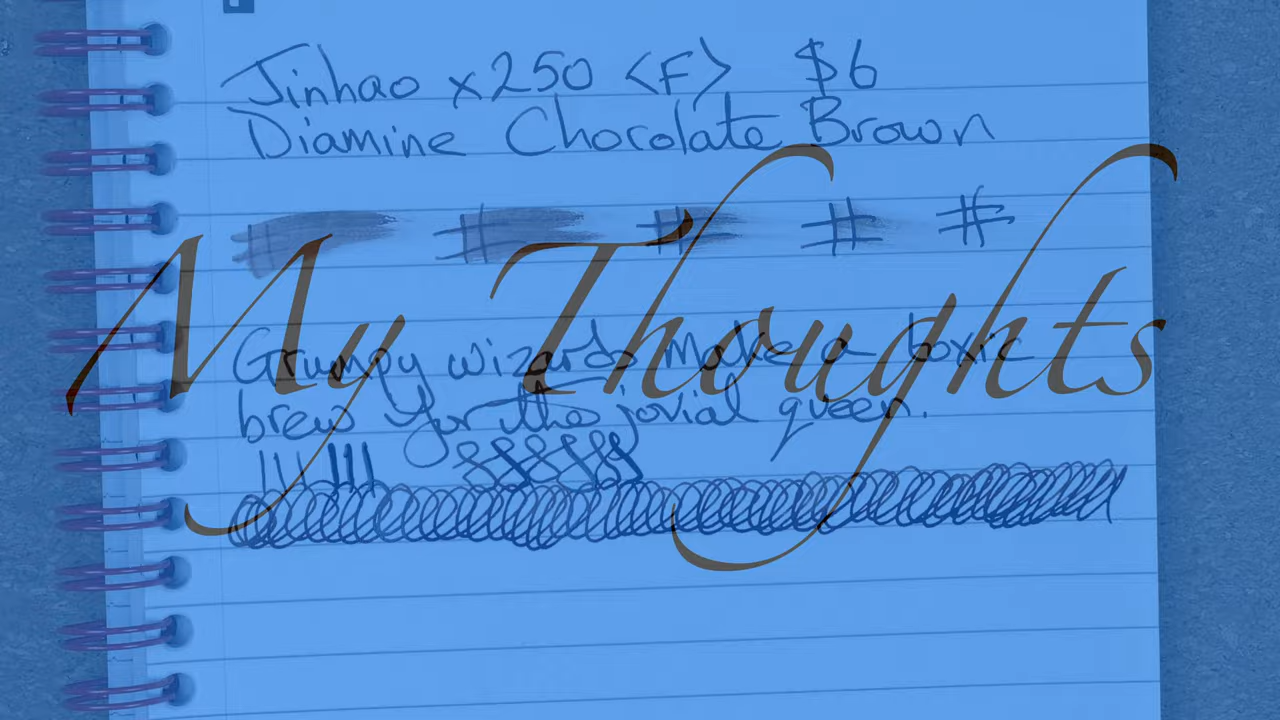 Jinhao x250 <F> $6
Diamine Chocolate Brown
# # # # #
My Thoughts
Grumpy wizards make a toxic
brew for the jovial queen.